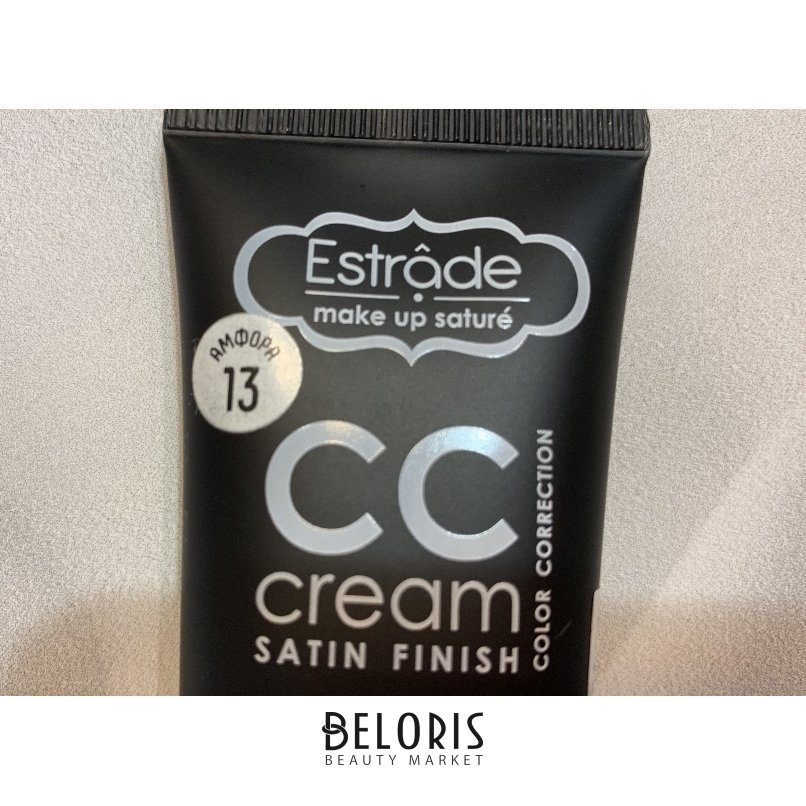 Estrâde
make up saturé
АМФОРА
13
CC
cream
SATIN FINISH
COLOR CORRECTION
BELORIS
BEAUTY MARKET